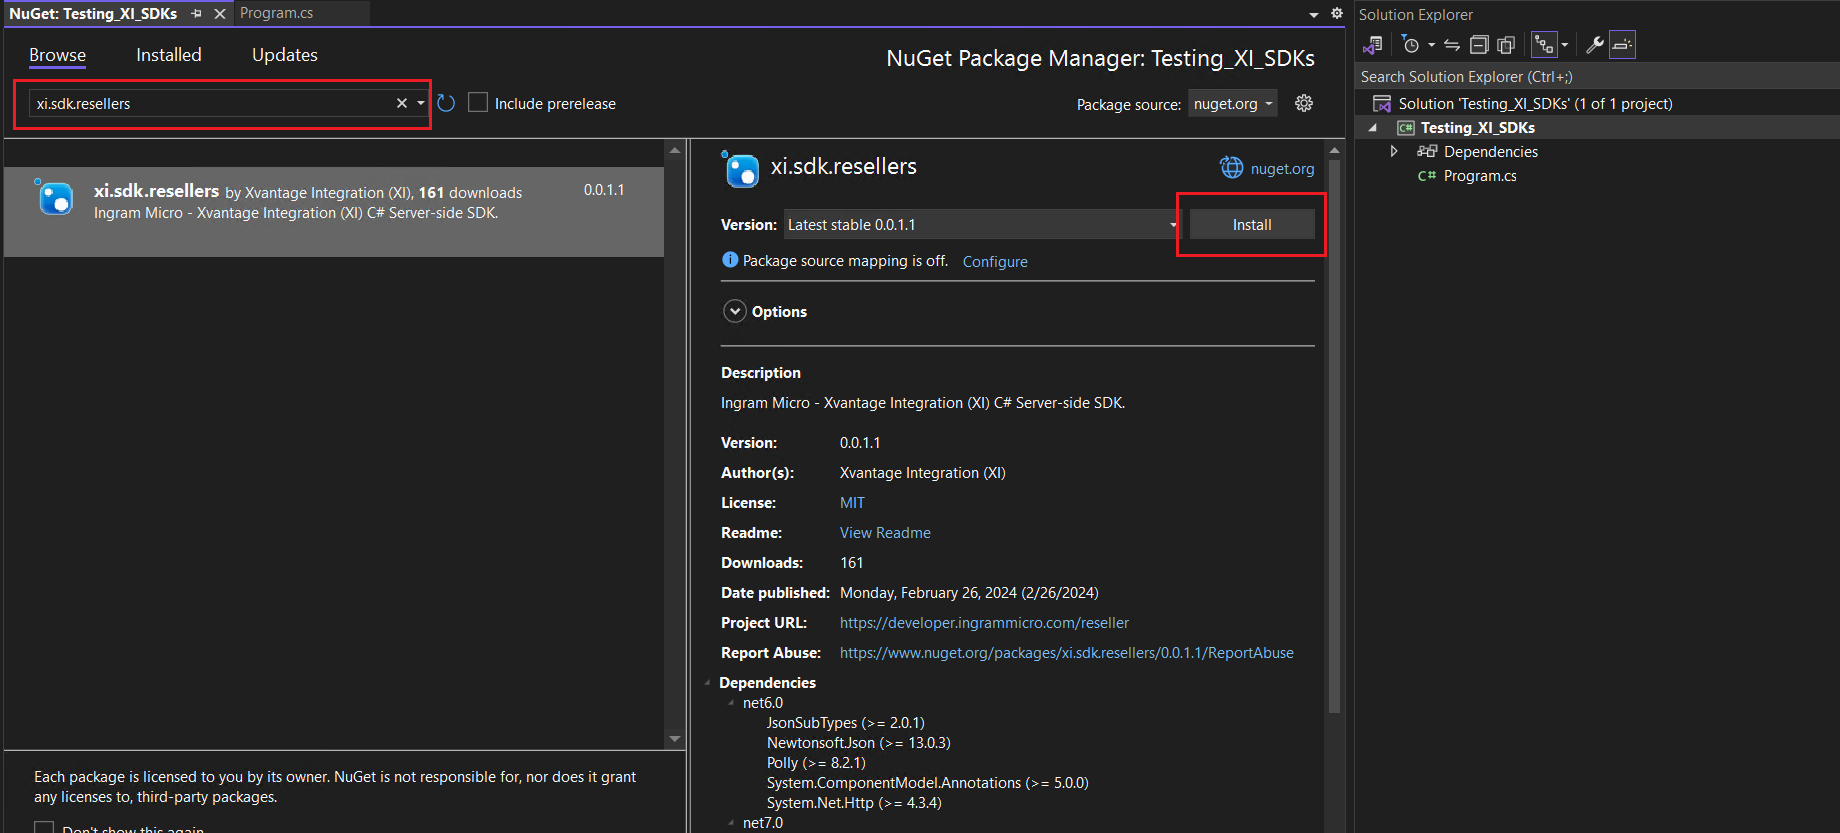 NuGet: Testing_XI_SDKs
Program.cs
Browse
Installed
Updates
NuGet Package Manager: Testing_XI_SDKs
xi.sdk.resellers
Include prerelease
Package source:
nuget.org
xi.sdk.resellers by Xvantage Integration (XI), 161 downloads
0.0.1.1
Ingram Micro - Xvantage Integration (XI) C# Server-side SDK.
xi.sdk.resellers
nuget.org
Version:
Latest stable 0.0.1.1
Install
Package source mapping is off.
Configure
Options
Description
Ingram Micro - Xvantage Integration (XI) C# Server-side SDK.
Version: 0.0.1.1
Author(s): Xvantage Integration (XI)
License: MIT
Readme: View Readme
Downloads: 161
Date published: Monday, February 26, 2024 (2/26/2024)
Project URL: https://developer.ingrammicro.com/reseller
Report Abuse: https://www.nuget.org/packages/xi.sdk.resellers/0.0.1.1/ReportAbuse
Dependencies
net6.0
JsonSubTypes (>= 2.0.1)
Newtonsoft.Json (>= 13.0.3)
Polly (>= 8.2.1)
System.ComponentModel.Annotations (>= 5.0.0)
System.Net.Http (>= 4.3.4)
net7.0
Each package is licensed to you by its owner. NuGet is not responsible for, nor does it grant
any licenses to, third-party packages.
Don't show this again
Solution Explorer
Search Solution Explorer (Ctrl+;)
Solution 'Testing_XI_SDKs' (1 of 1 project)
C# Testing_XI_SDKs
Dependencies
C# Program.cs